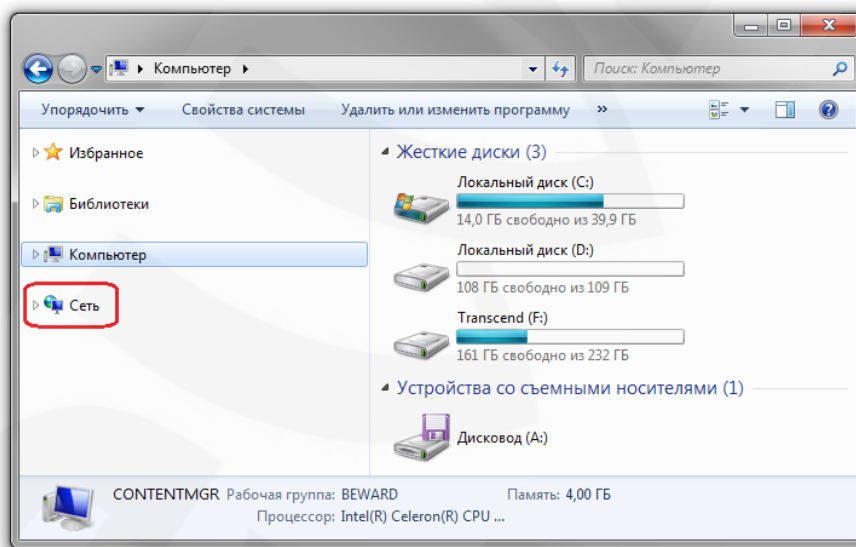 Компьютер
Поиск: Компьютер
Упорядочить Свойства системы Удалить или изменить программу »
Избранное
Библиотеки
Компьютер
Сеть
Жесткие диски (3)
Локальный диск (C:)
14,0 ГБ свободно из 39,9 ГБ
Локальный диск (D:)
108 ГБ свободно из 109 ГБ
Transcend (F:)
161 ГБ свободно из 232 ГБ
Устройства со съемными носителями (1)
Дисковод (A:)
CONTENTMGR Рабочая группа: BEWARD Память: 4,00 ГБ
Процессор: Intel(R) Celeron(R) CPU ...